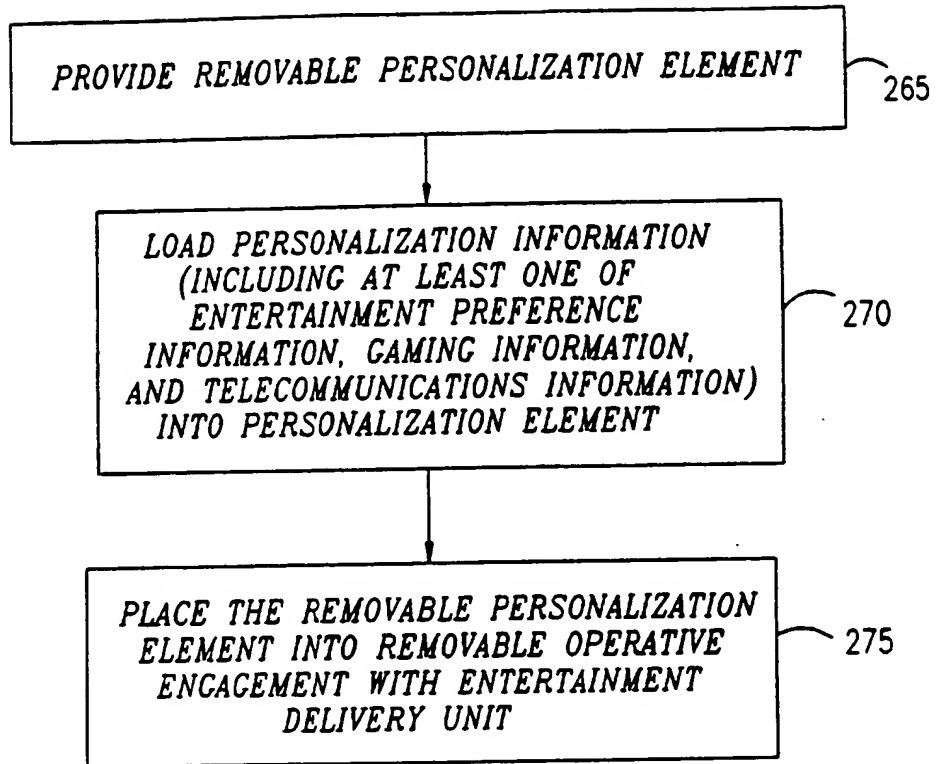 PROVIDE REMOVABLE PERSONALIZATION ELEMENT
265
LOAD PERSONALIZATION INFORMATION
(INCLUDING AT LEAST ONE OF
ENTERTAINMENT PREFERENCE
INFORMATION, GAMING INFORMATION,
AND TELECOMMUNICATIONS INFORMATION)
INTO PERSONALIZATION ELEMENT
270
PLACE THE REMOVABLE PERSONALIZATION
ELEMENT INTO REMOVABLE OPERATIVE
ENGAGEMENT WITH ENTERTAINMENT
DELIVERY UNIT
275